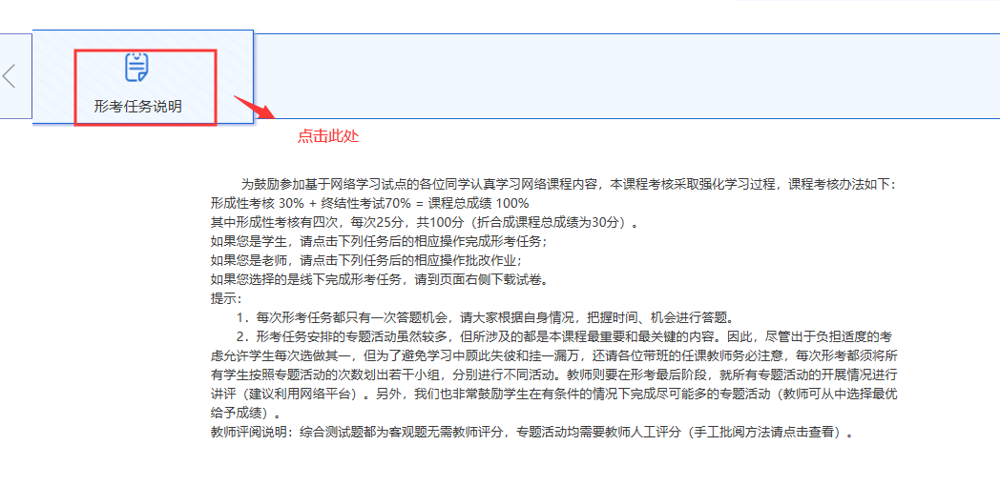 形考任务说明
点击此处
为鼓励参加基于网络学习试点的各位同学认真学习网络课程内容，本课程考核采取强化学习过程，课程考核办法如下：
形成性考核 30% + 终结性考试70% = 课程总成绩 100%
其中形成性考核有四次，每次25分，共100分（折合成课程总成绩为30分）。
如果您是学生，请点击下列任务后的相应操作完成形考任务；
如果您是老师，请点击下列任务后的相应操作批改作业；
如果您选择的是线下完成形考任务，请到页面右侧下载试卷。
提示：
1．每次形考任务都只有一次答题机会，请大家根据自身情况，把握时间、机会进行答题。
2．形考任务安排的专题活动虽然较多，但所涉及的都是本课程最重要和最关键的内容。因此，尽管出于负担适度的考
虑允许学生每次选做其一，但为了避免学习中顾此失彼和挂一漏万，还请各位带班的任课教师务必注意，每次形考都须将所
有学生按照专题活动的次数划出若干小组，分别进行不同活动。教师则要在形考最后阶段，就所有专题活动的开展情况进行
讲评（建议利用网络平台）。另外，我们也非常鼓励学生在有条件的情况下完成尽可能多的专题活动（教师可从中选择最优
给予成绩）。
教师评阅说明：综合测试题都为客观题无需教师评分，专题活动均需要教师人工评分（手工批阅方法请点击查看）。